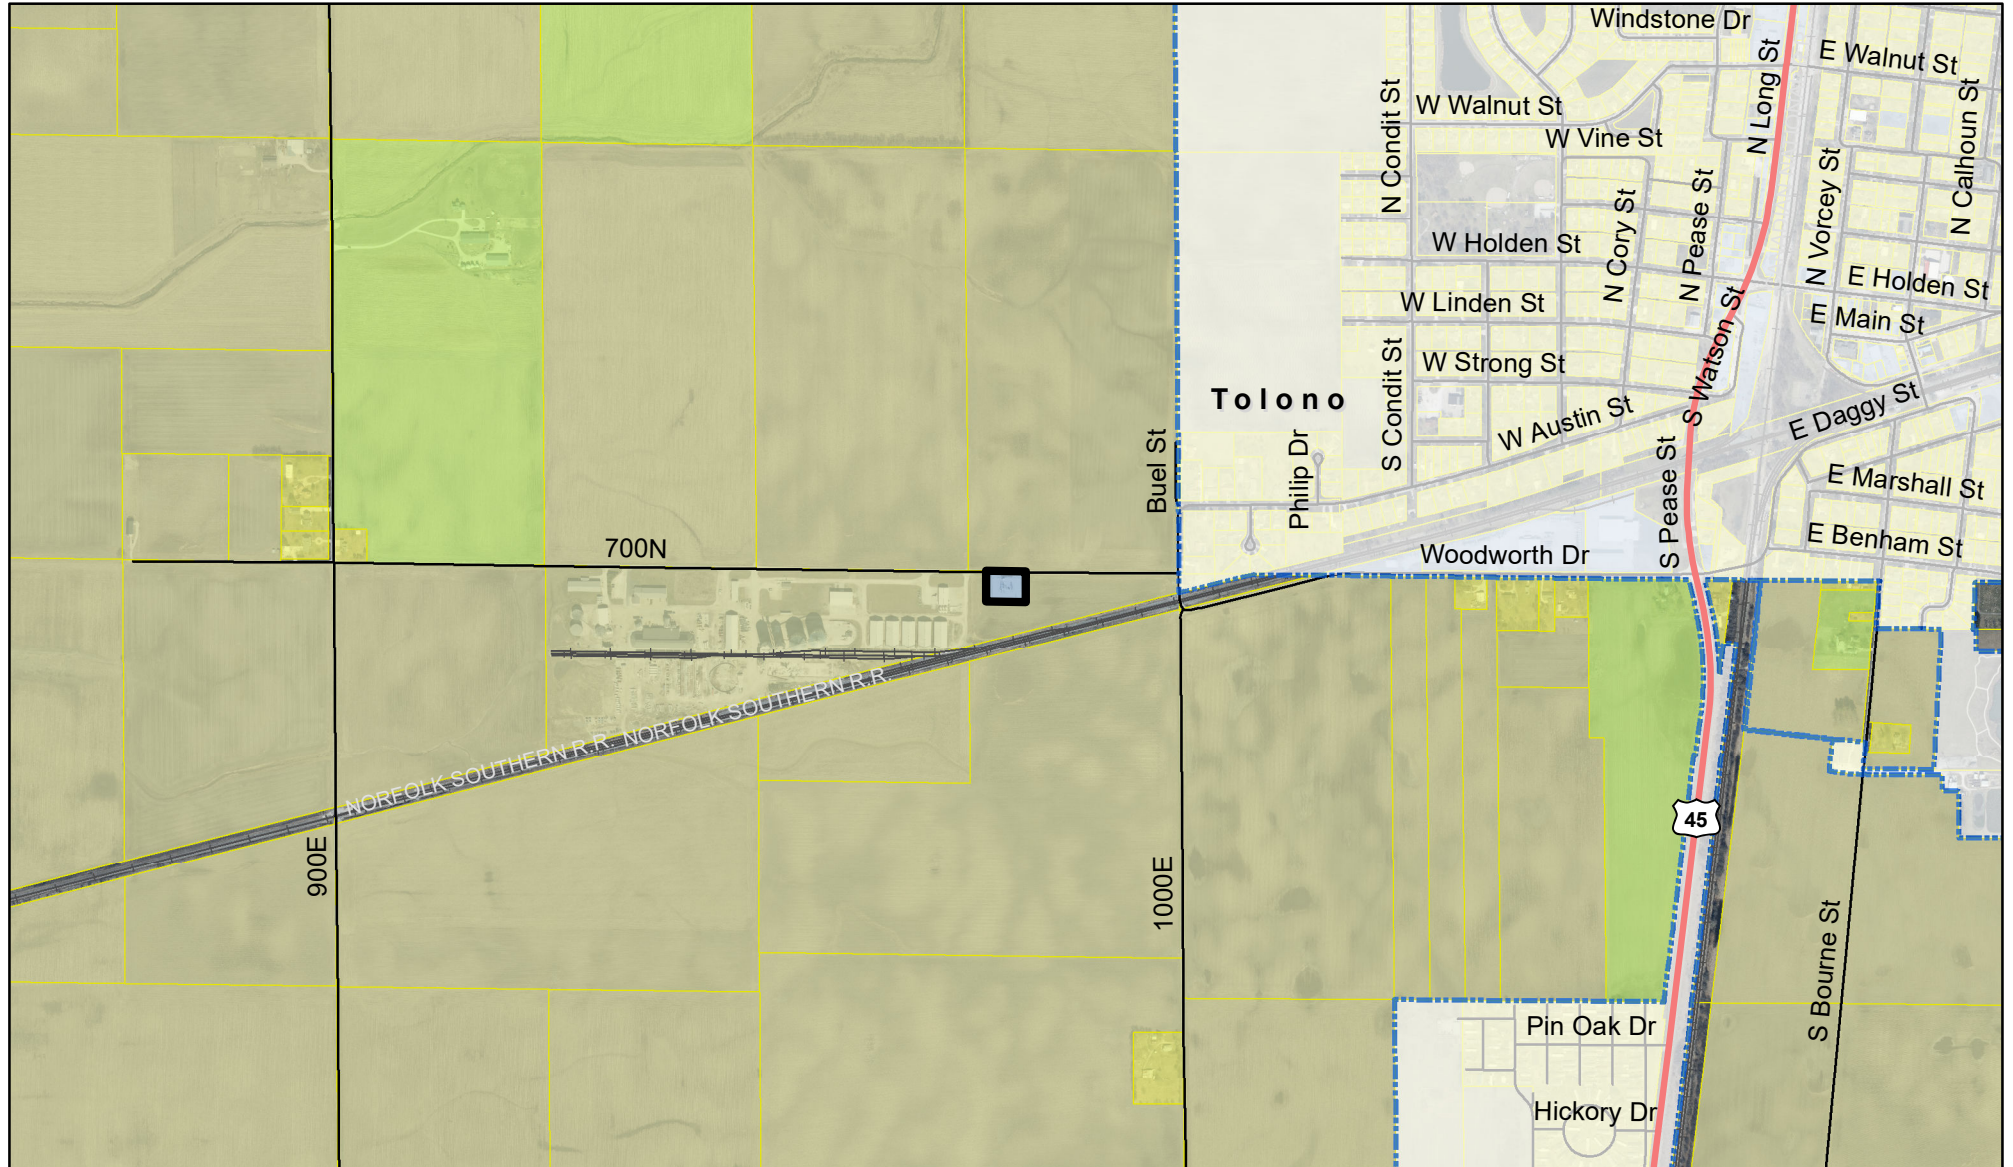 Windstone Dr
E Walnut St
N Long St
N Condit St
W Walnut St
W Vine St
N Calhoun St
N Vorcey St
N Pease St
N Cory St
W Holden St
E Holden St
W Linden St
E Main St
S Watson St
W Strong St
S Condit St
Tolono
E Daggy St
W Austin St
Buel St
Philip Dr
S Pease St
E Marshall St
700N
Woodworth Dr
E Benham St
NORFOLK SOUTHERN R.R.
NORFOLK SOUTHERN R.R.
45
900E
1000E
S Bourne St
Pin Oak Dr
Hickory Dr